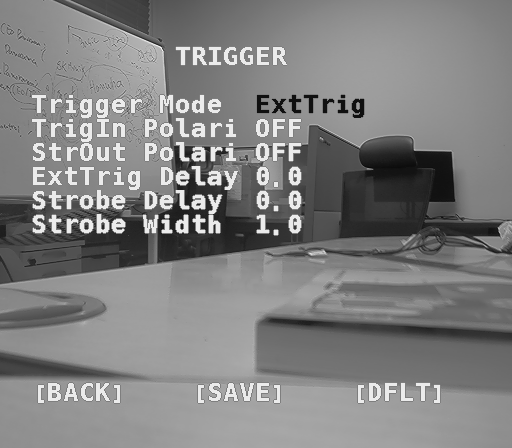 TRIGGER
Trigger Mode ExtTrig
TrigIn Polari OFF
StrOut Polari OFF
ExtTrig Delay 0.0
Strobe Delay 0.0
Strobe Width 1.0
[BACK] [SAVE] [DFLT]